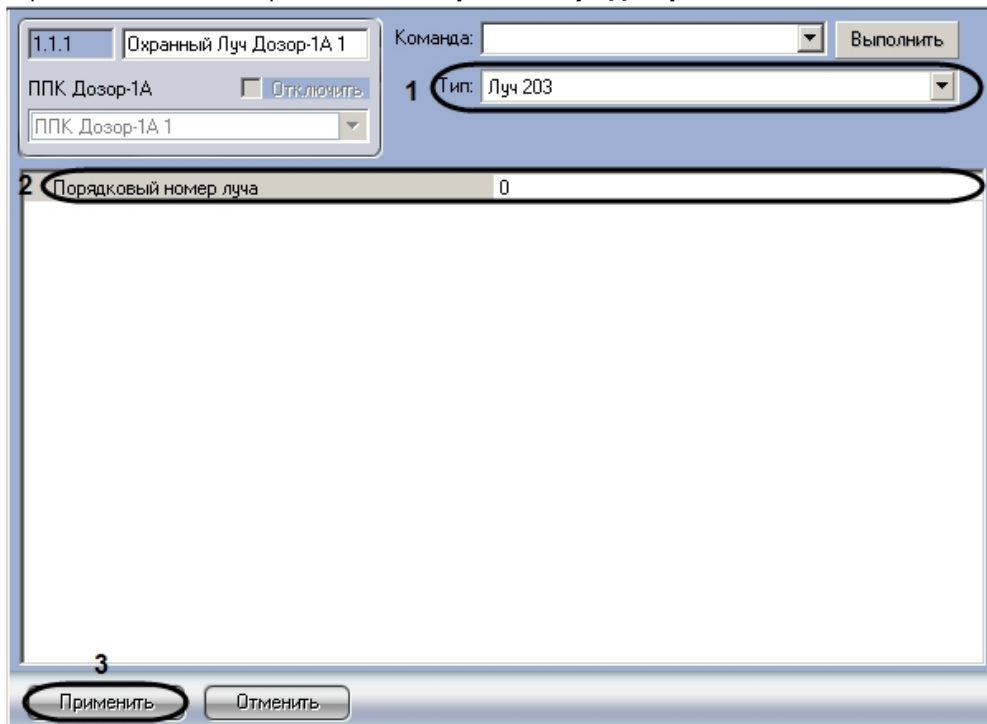 1.1.1 Охранный Луч Дозор-1А 1
Команда: Выполнить
ППК Дозор-1А Отключить
1 Тип: Луч 203
ППК Дозор-1А 1
2 Порядковый номер луча 0
3
Применить Отменить